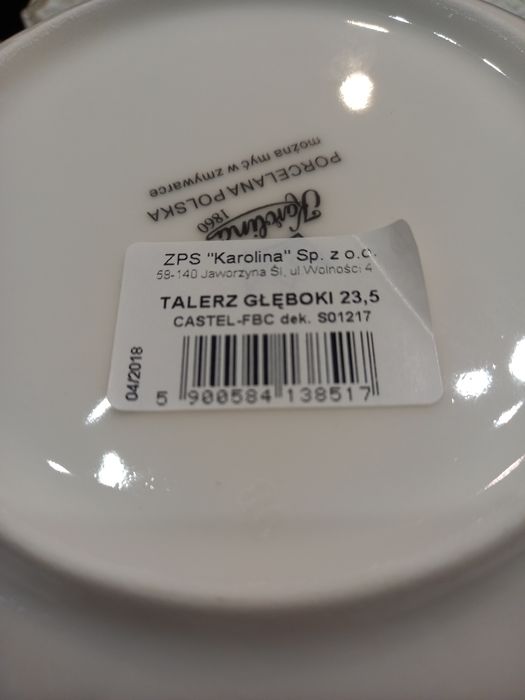 ZPS "Karolina" Sp. z o.o.
58-140 Jaworzyna Śl, ul Wolności 4
TALERZ GŁĘBOKI 23,5
CASTEL-FBC dek. S01217
04/2018
5 900584 138517
Karolina
1860
PORCELANA POLSKA
można myć w zmywarce